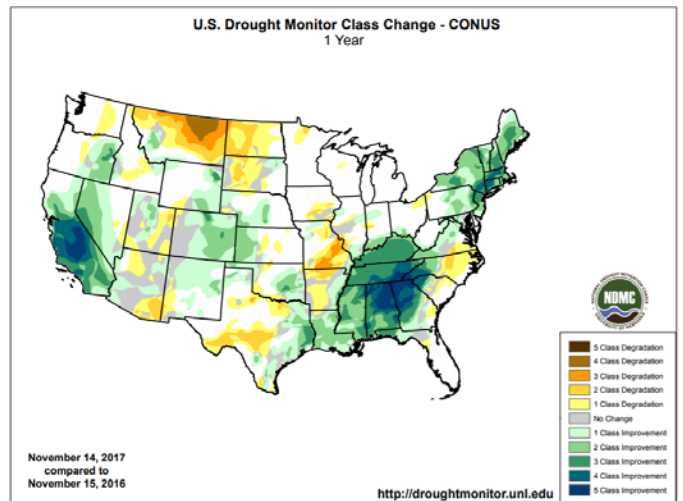 U.S. Drought Monitor Class Change - CONUS
1 Year
NDMC
5 Class Degradation
4 Class Degradation
3 Class Degradation
2 Class Degradation
1 Class Degradation
No Change
1 Class Improvement
2 Class Improvement
3 Class Improvement
4 Class Improvement
5 Class Improvement
November 14, 2017
compared to
November 15, 2016
http://droughtmonitor.unl.edu